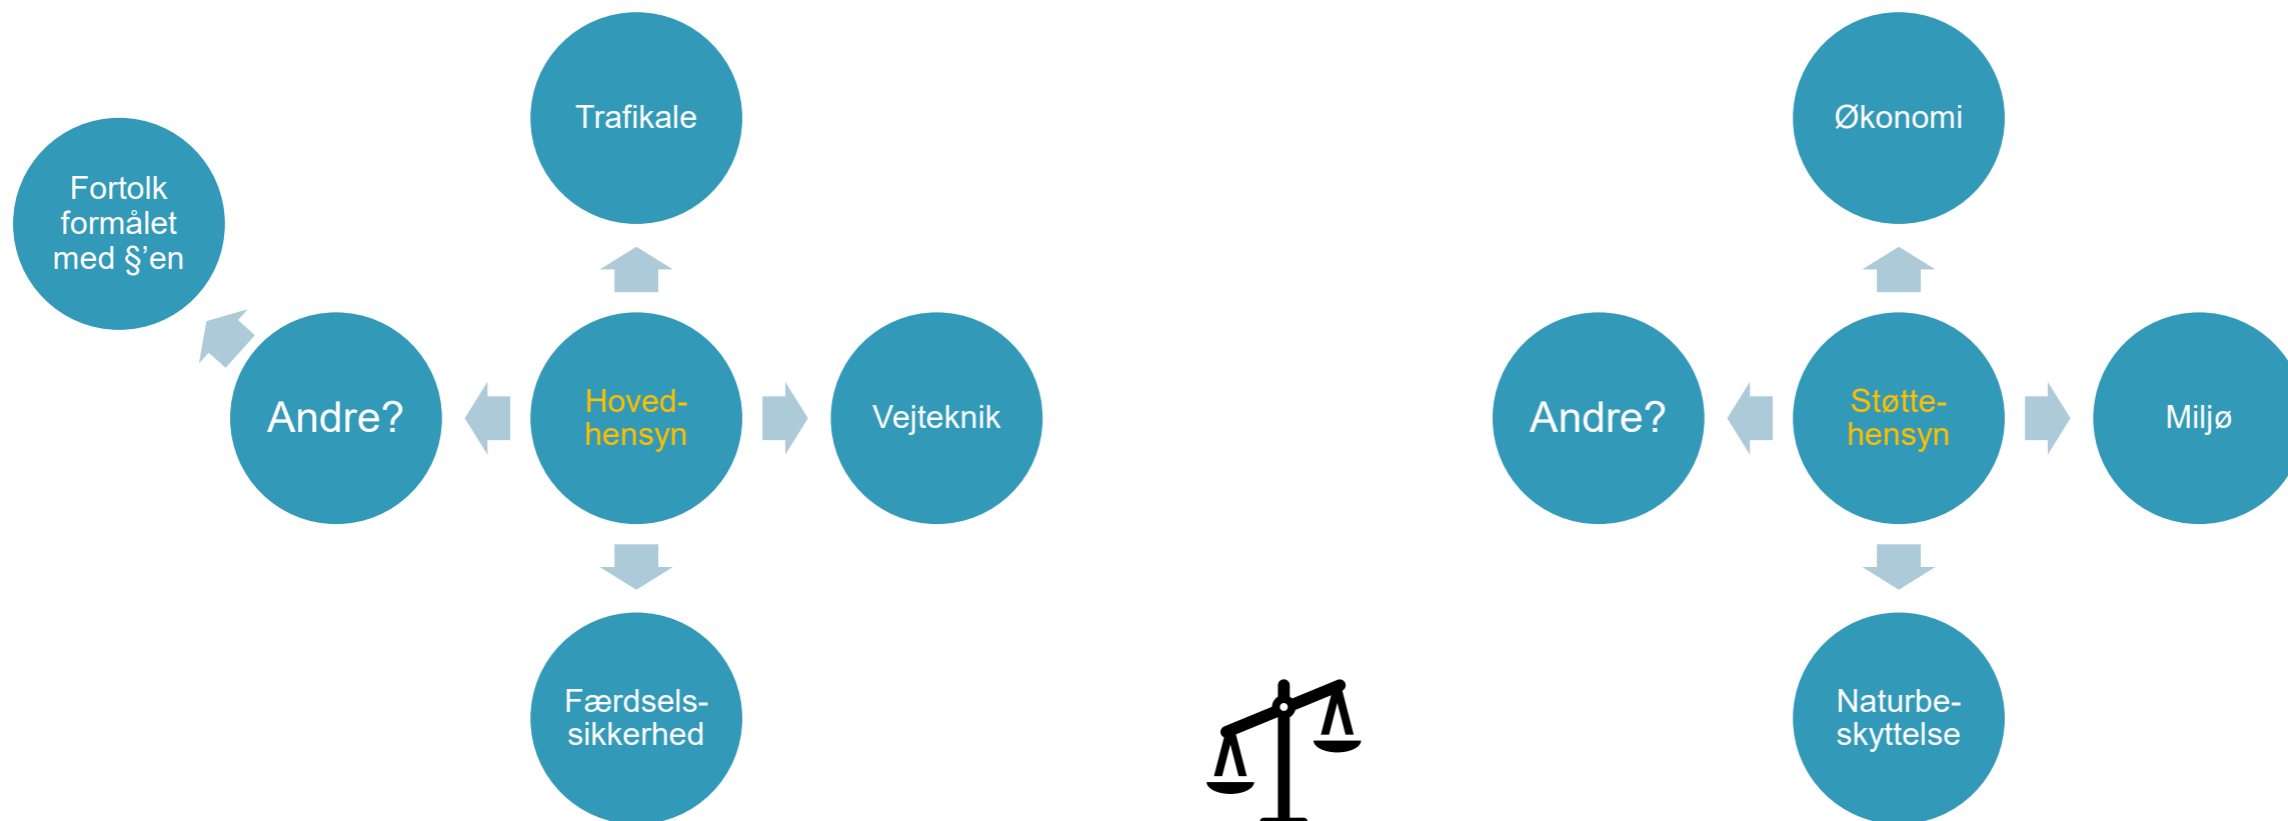 Trafikale
Fortolk
formålet
med §'en
Andre?
Hoved-
hensyn
Vejteknik
Færdsels-
sikkerhed
Økonomi
Andre?
Støtte-
hensyn
Miljø
Naturbe-
skyttelse